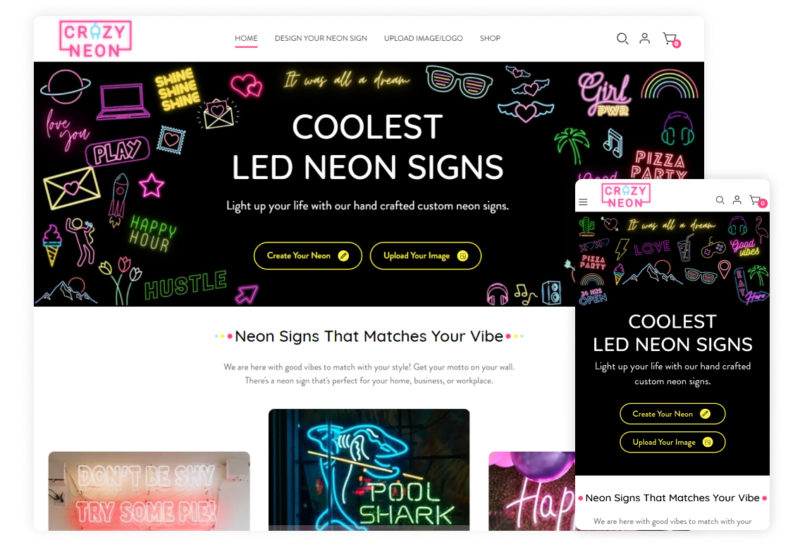 CRAZY
NEON
HOME
DESIGN YOUR NEON SIGN
UPLOAD IMAGE/LOGO
SHOP
0
SHINE
SHINE
SHINE
It was all a dream
Girl
PWR
love
you
PLAY
COOLEST
LED NEON SIGNS
Good
PIZZA
PARTY
Light up your life with our hand crafted custom neon signs.
HAPPY
HOUR
HUSTLE
Create Your Neon
Upload Your Image
Neon Signs That Matches Your Vibe
We are here with good vibes to match with your style! Get your motto on your wall.
There's a neon sign that's perfect for your home, business, or workplace.
DON'T BE SHY
TRY SOME PIE!
POOL
SHARK
Hap
CRAZY
NEON
0
It was all a dream
LOVE
Good
vibes
PIZZA
PARTY
24 HRS
OPEN
EAT
Here
COOLEST
LED NEON SIGNS
Light up your life with our hand crafted
custom neon signs.
Create Your Neon
Upload Your Image
Neon Signs That Matches Your Vibe
We are here with good vibes to match with your